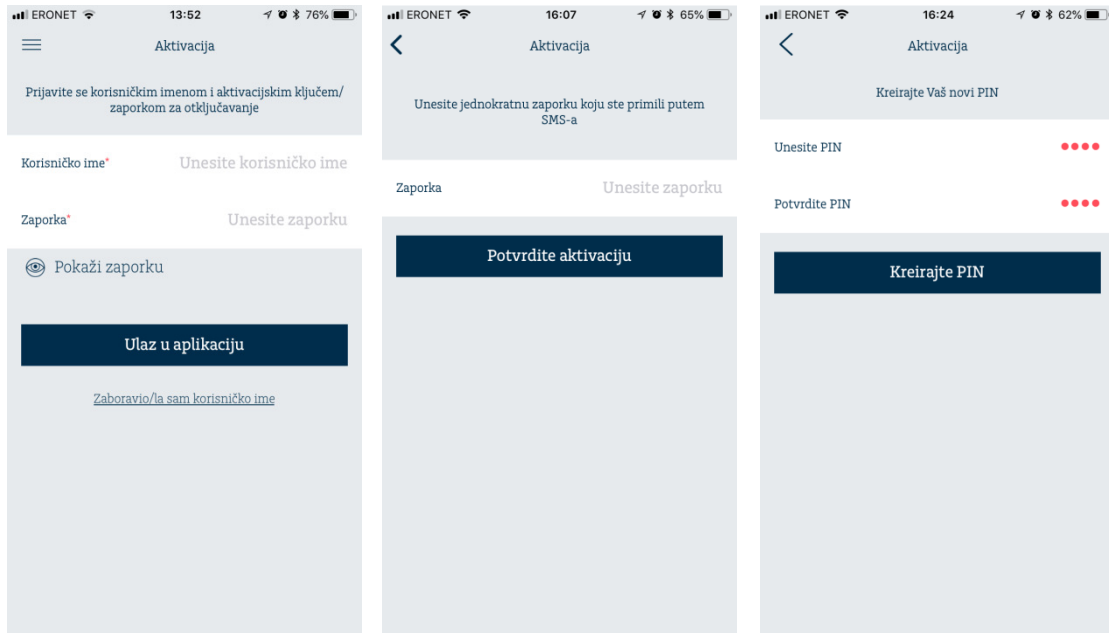 ERONET 13:52 76%
Aktivacija
Prijavite se korisničkim imenom i aktivacijskim ključem/
zaporkom za otključavanje
Korisničko ime* Unesite korisničko ime
Zaporka* Unesite zaporku
Pokaži zaporku
Ulaz u aplikaciju
Zaboravio/la sam korisničko ime
ERONET 16:07 65%
Aktivacija
Unesite jednokratnu zaporku koju ste primili putem
SMS-a
Zaporka Unesite zaporku
Potvrdite aktivaciju
ERONET 16:24 62%
Aktivacija
Kreirajte Vaš novi PIN
Unesite PIN
Potvrdite PIN
Kreirajte PIN